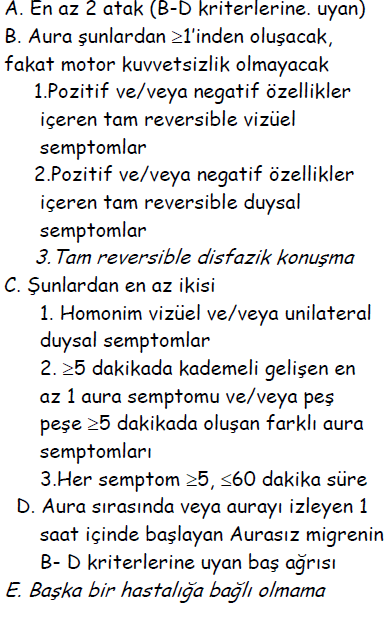 A. En az 2 atak (B-D kriterlerine. uyan)
B. Aura şunlardan ≥1'inden oluşacak,
fakat motor kuvvetsizlik olmayacak
1.Pozitif ve/veya negatif özellikler
içeren tam reversible vizüel
semptomlar
2.Pozitif ve/veya negatif özellikler
içeren tam reversible duysal
semptomlar
3.Tam reversible disfazik konuşma
C. Şunlardan en az ikisi
1. Homonim vizüel ve/veya unilateral
duysal semptomlar
2. ≥5 dakikada kademeli gelişen en
az 1 aura semptomu ve/veya peş
peşe ≥5 dakikada oluşan farklı aura
semptomları
3.Her semptom ≥5, ≤60 dakika süre
D. Aura sırasında veya aurayı izleyen 1
saat içinde başlayan Aurasız migrenin
B- D kriterlerine uyan baş ağrısı
E. Başka bir hastalığa bağlı olmama